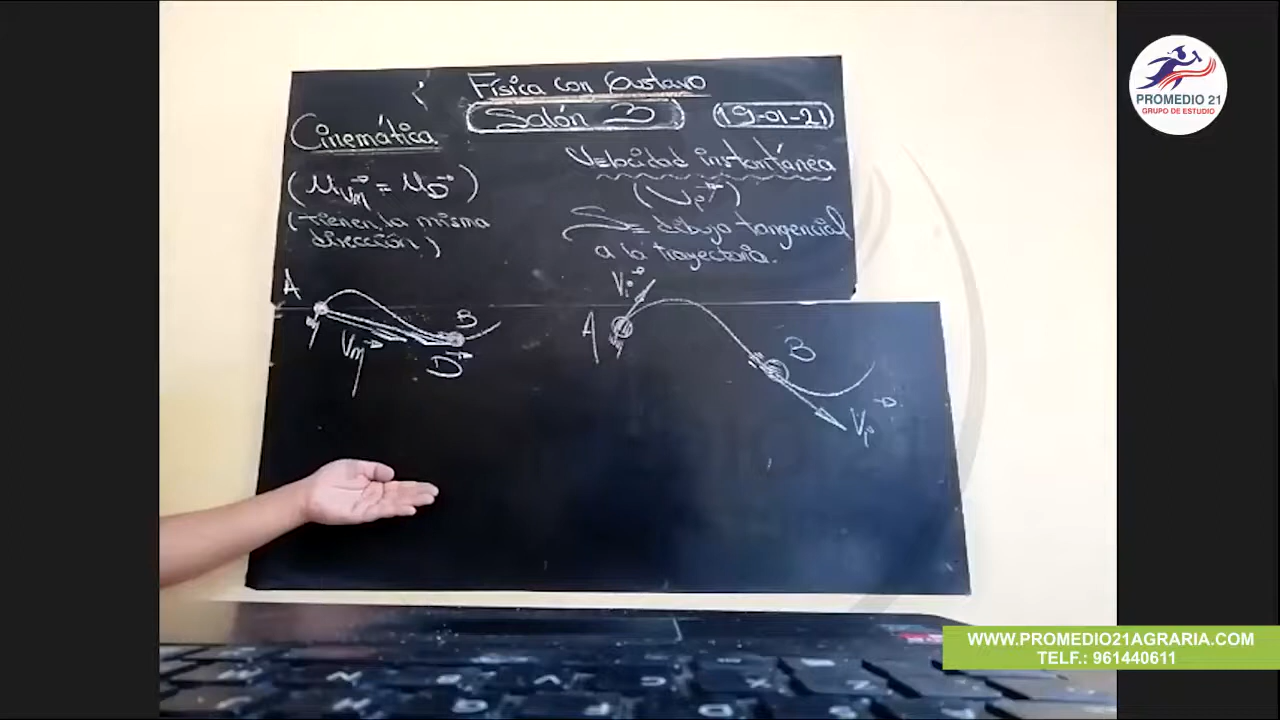 Física con Gustavo
Salón 3
19-01-21
Cinemática
(μVm = μD)
(tienen la misma
dirección)
Velocidad instantánea
(Vi)
Se dibuja tangencial
a la trayectoria.
A
B
Vm
D
Vi
A
B
Vi
PROMEDIO 21
GRUPO DE ESTUDIO
WWW.PROMEDIO21AGRARIA.COM
TELF.: 961440611